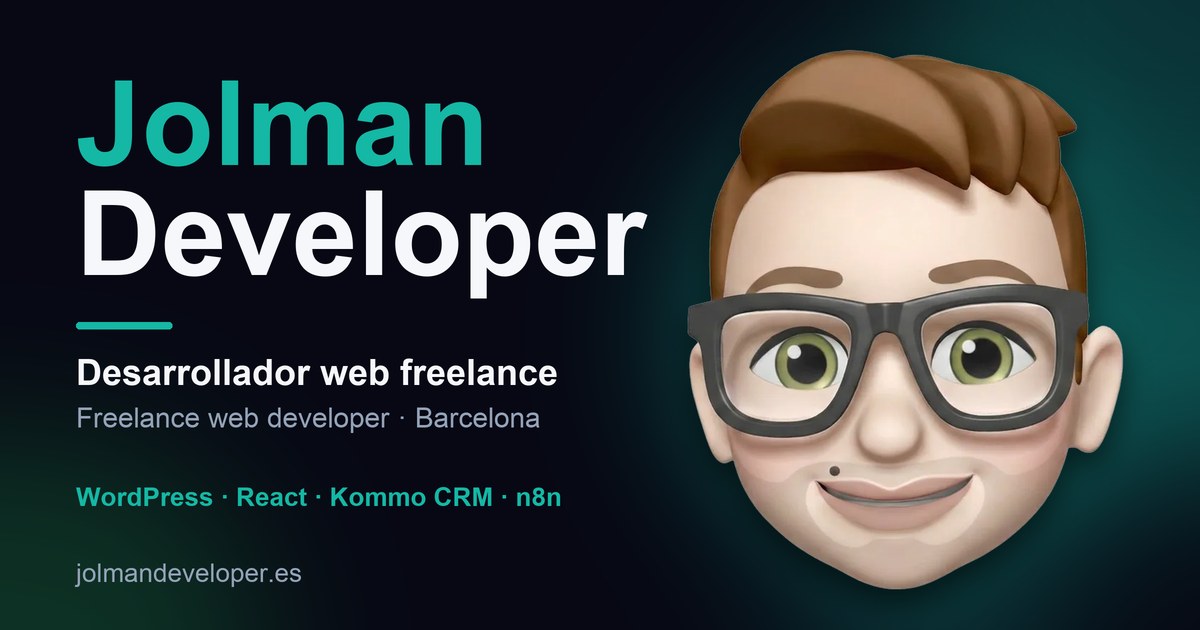 Jolman
Developer
Desarrollador web freelance
Freelance web developer · Barcelona
WordPress · React · Kommo CRM · n8n
jolmandeveloper.es